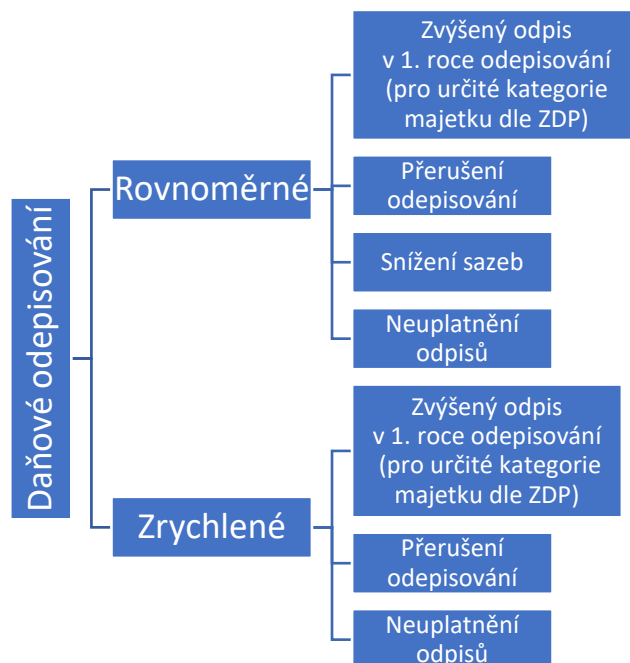 Daňové odepisování
Rovnoměrné
Zvýšený odpis
v 1. roce odepisování
(pro určité kategorie
majetku dle ZDP)
Přerušení
odepisování
Snížení sazeb
Neuplatnění
odpisů
Zrychlené
Zvýšený odpis
v 1. roce odepisování
(pro určité kategorie
majetku dle ZDP)
Přerušení
odepisování
Neuplatnění
odpisů